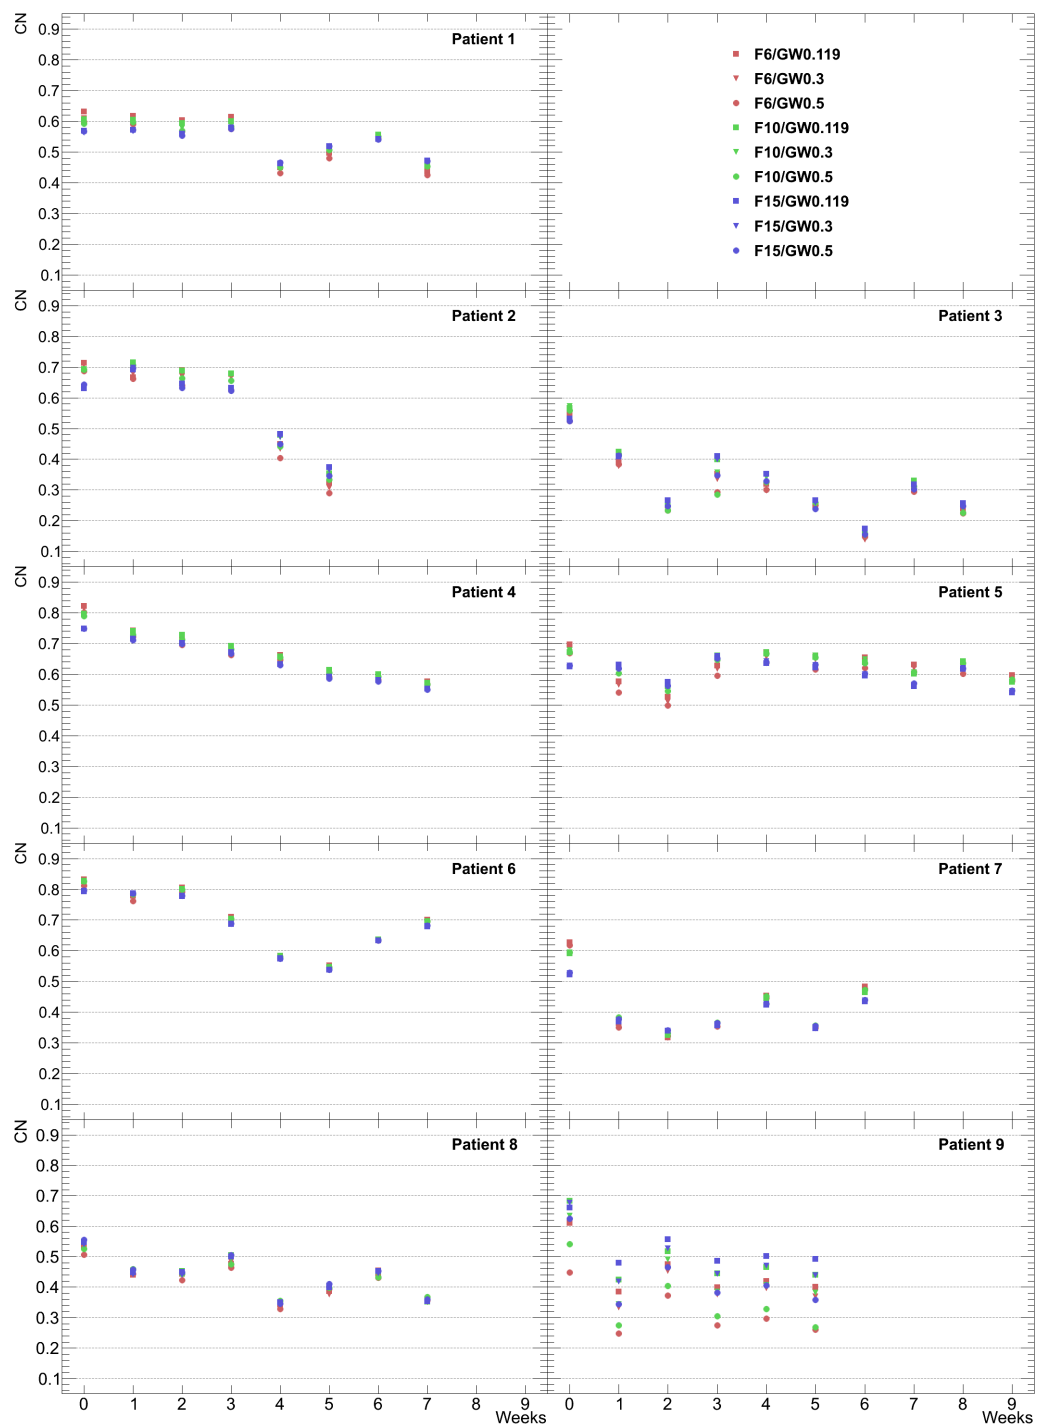 CN
0.9
Patient 1
0.8
0.7
0.6
0.5
0.4
0.3
0.2
0.1
F6/GW0.119
F6/GW0.3
F6/GW0.5
F10/GW0.119
F10/GW0.3
F10/GW0.5
F15/GW0.119
F15/GW0.3
F15/GW0.5
CN
0.9
Patient 2
Patient 3
0.8
0.7
0.6
0.5
0.4
0.3
0.2
0.1
CN
0.9
Patient 4
Patient 5
0.8
0.7
0.6
0.5
0.4
0.3
0.2
0.1
CN
0.9
Patient 6
Patient 7
0.8
0.7
0.6
0.5
0.4
0.3
0.2
0.1
CN
0.9
Patient 8
Patient 9
0.8
0.7
0.6
0.5
0.4
0.3
0.2
0.1
0 1 2 3 4 5 6 7 8 9
Weeks
0 1 2 3 4 5 6 7 8 9
Weeks